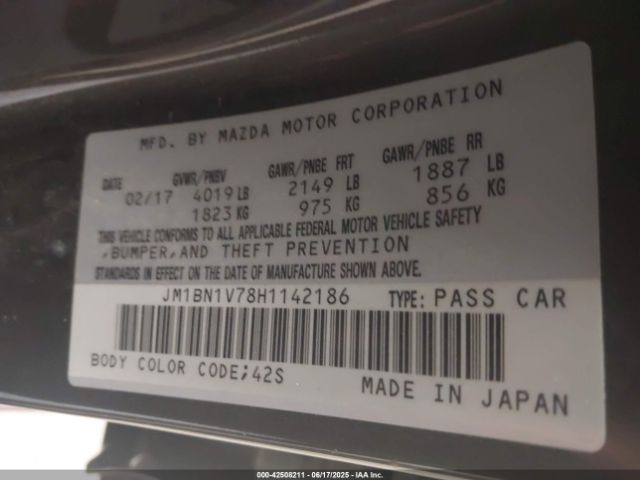 MFD. BY MAZDA MOTOR CORPORATION
DATE GVWR/PNBV GAWR/PNBE FRT GAWR/PNBE RR
02/17 4019 LB 2149 LB 1887 LB
1823 KG 975 KG 856 KG
THIS VEHICLE CONFORMS TO ALL APPLICABLE FEDERAL MOTOR VEHICLE SAFETY
,BUMPER,AND THEFT PREVENTION
STANDARDS IN EFFECT ON THE DATE OF MANUFACTURE SHOWN ABOVE.
JM1BN1V78H1142186 TYPE: PASS CAR
BODY COLOR CODE;42S
MADE IN JAPAN
000-42508211 - 06/17/2025 - IAA Inc.